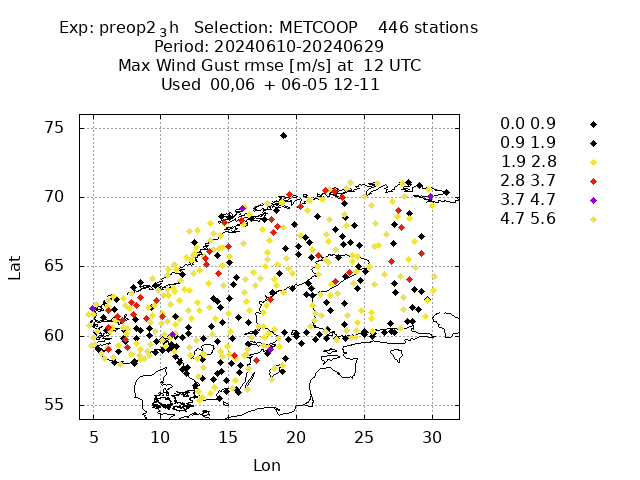 Exp: preop2_3h Selection: METCOOP 446 stations
Period: 20240610-20240629
Max Wind Gust rmse [m/s] at 12 UTC
Used 00,06 + 06-05 12-11
75
70
65
60
55
Lat
5 10 15 20 25 30
Lon
0.0 0.9
0.9 1.9
1.9 2.8
2.8 3.7
3.7 4.7
4.7 5.6